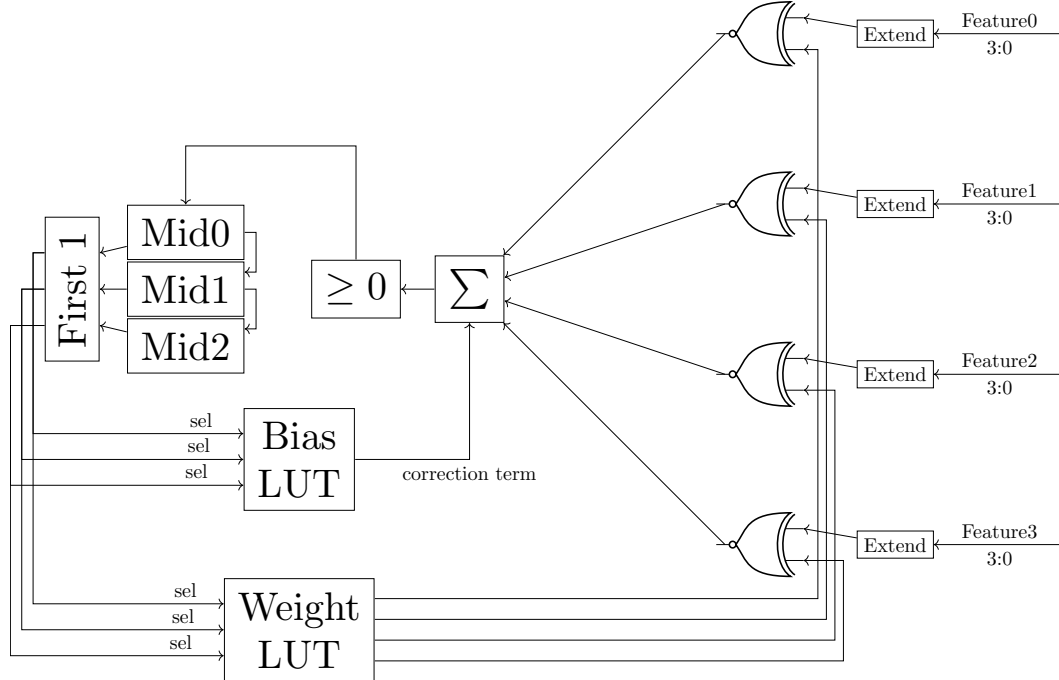 Feature0
Extend
3:0
Feature1
Extend
3:0
Mid0
First 1
Mid1
≥ 0
∑
Mid2
Feature2
Extend
3:0
sel
sel
sel
Bias
LUT
correction term
Feature3
Extend
3:0
sel
sel
sel
Weight
LUT